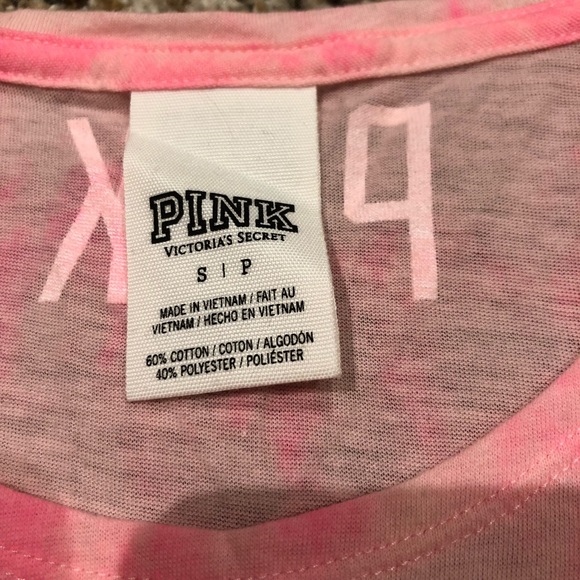 PINK
VICTORIA'S SECRET
S | P
MADE IN VIETNAM / FAIT AU
VIETNAM / HECHO EN VIETNAM
60% COTTON / COTON / ALGODÓN
40% POLYESTER / POLIÉSTER